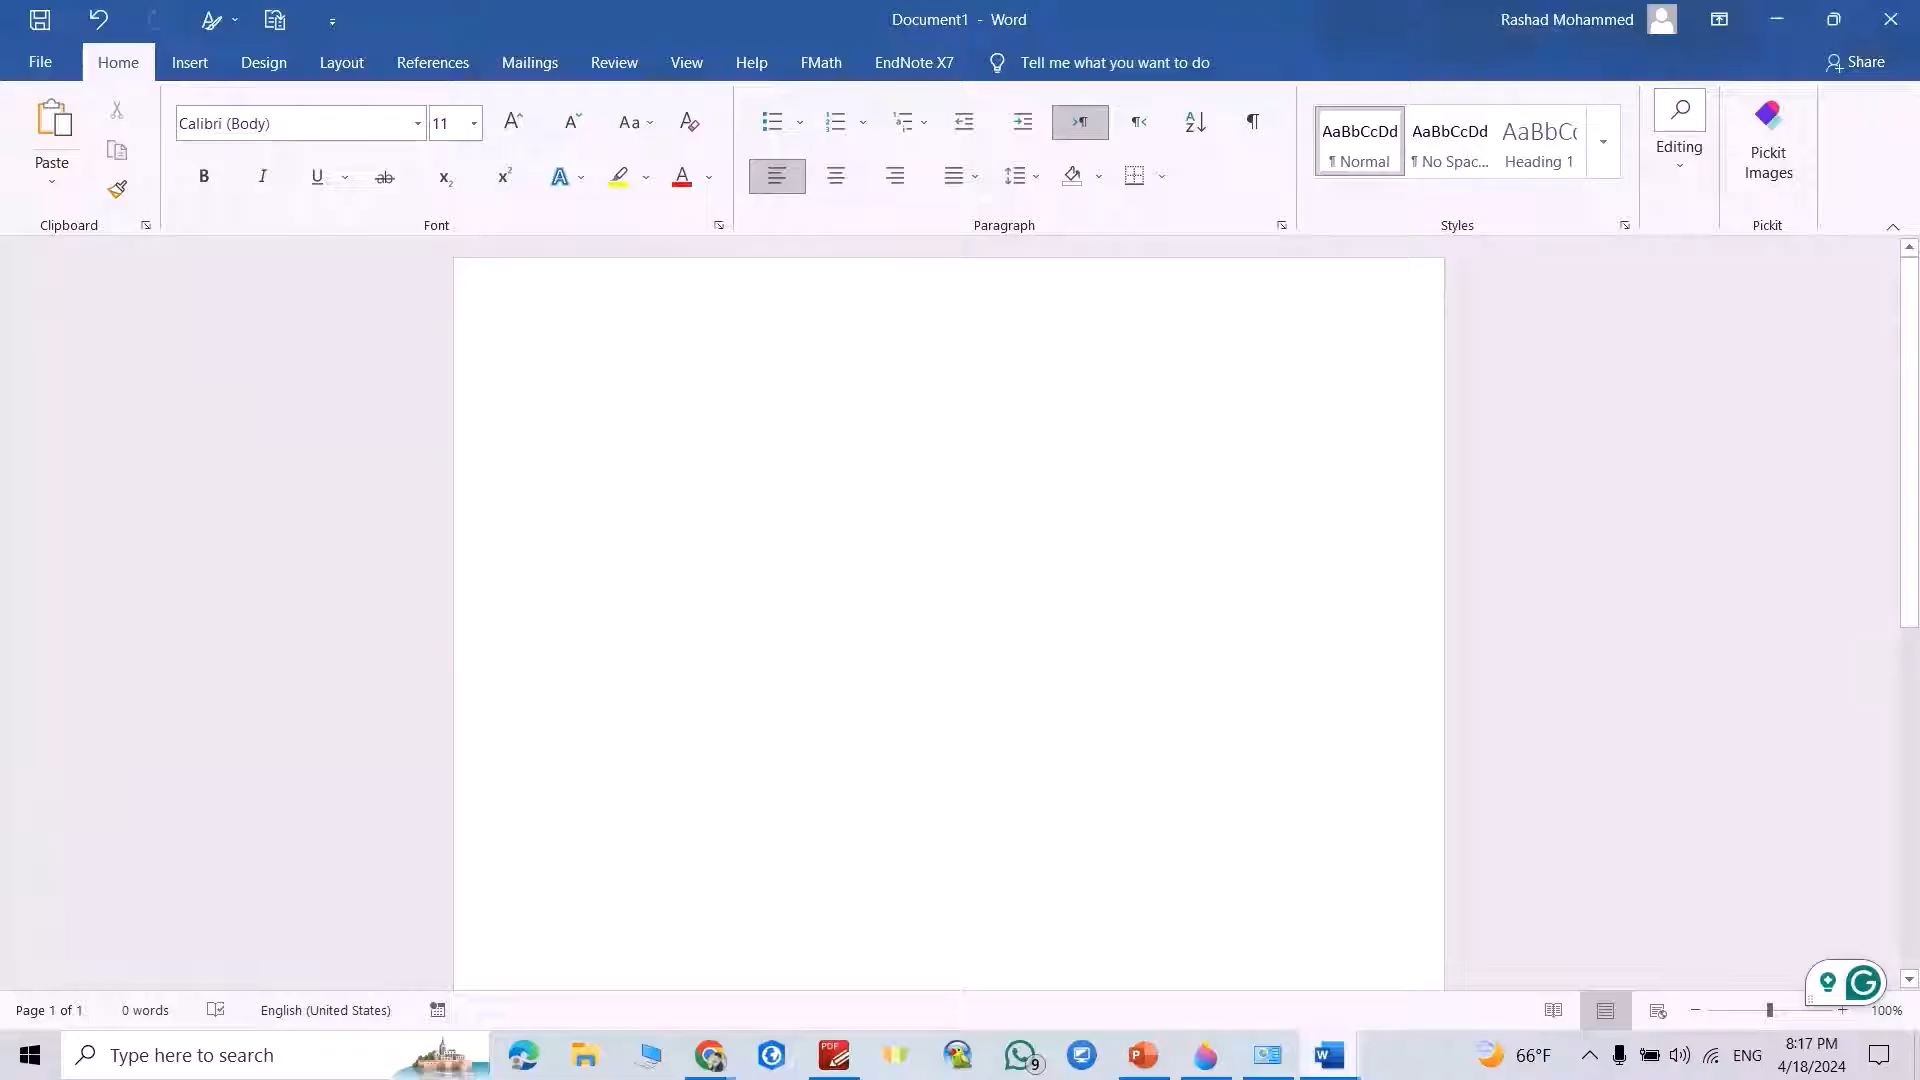 Document1 - Word
Rashad Mohammed
File Home Insert Design Layout References Mailings Review View Help FMath EndNote X7 Tell me what you want to do Share
Calibri (Body) 11
AaBbCcDd AaBbCcDd AaBbCc
Paste
¶ Normal ¶ No Spac... Heading 1
Editing
Pickit
Images
Clipboard Font Paragraph Styles Pickit
Page 1 of 1 0 words English (United States) 100%
Type here to search
9
66°F ENG
8:17 PM
4/18/2024